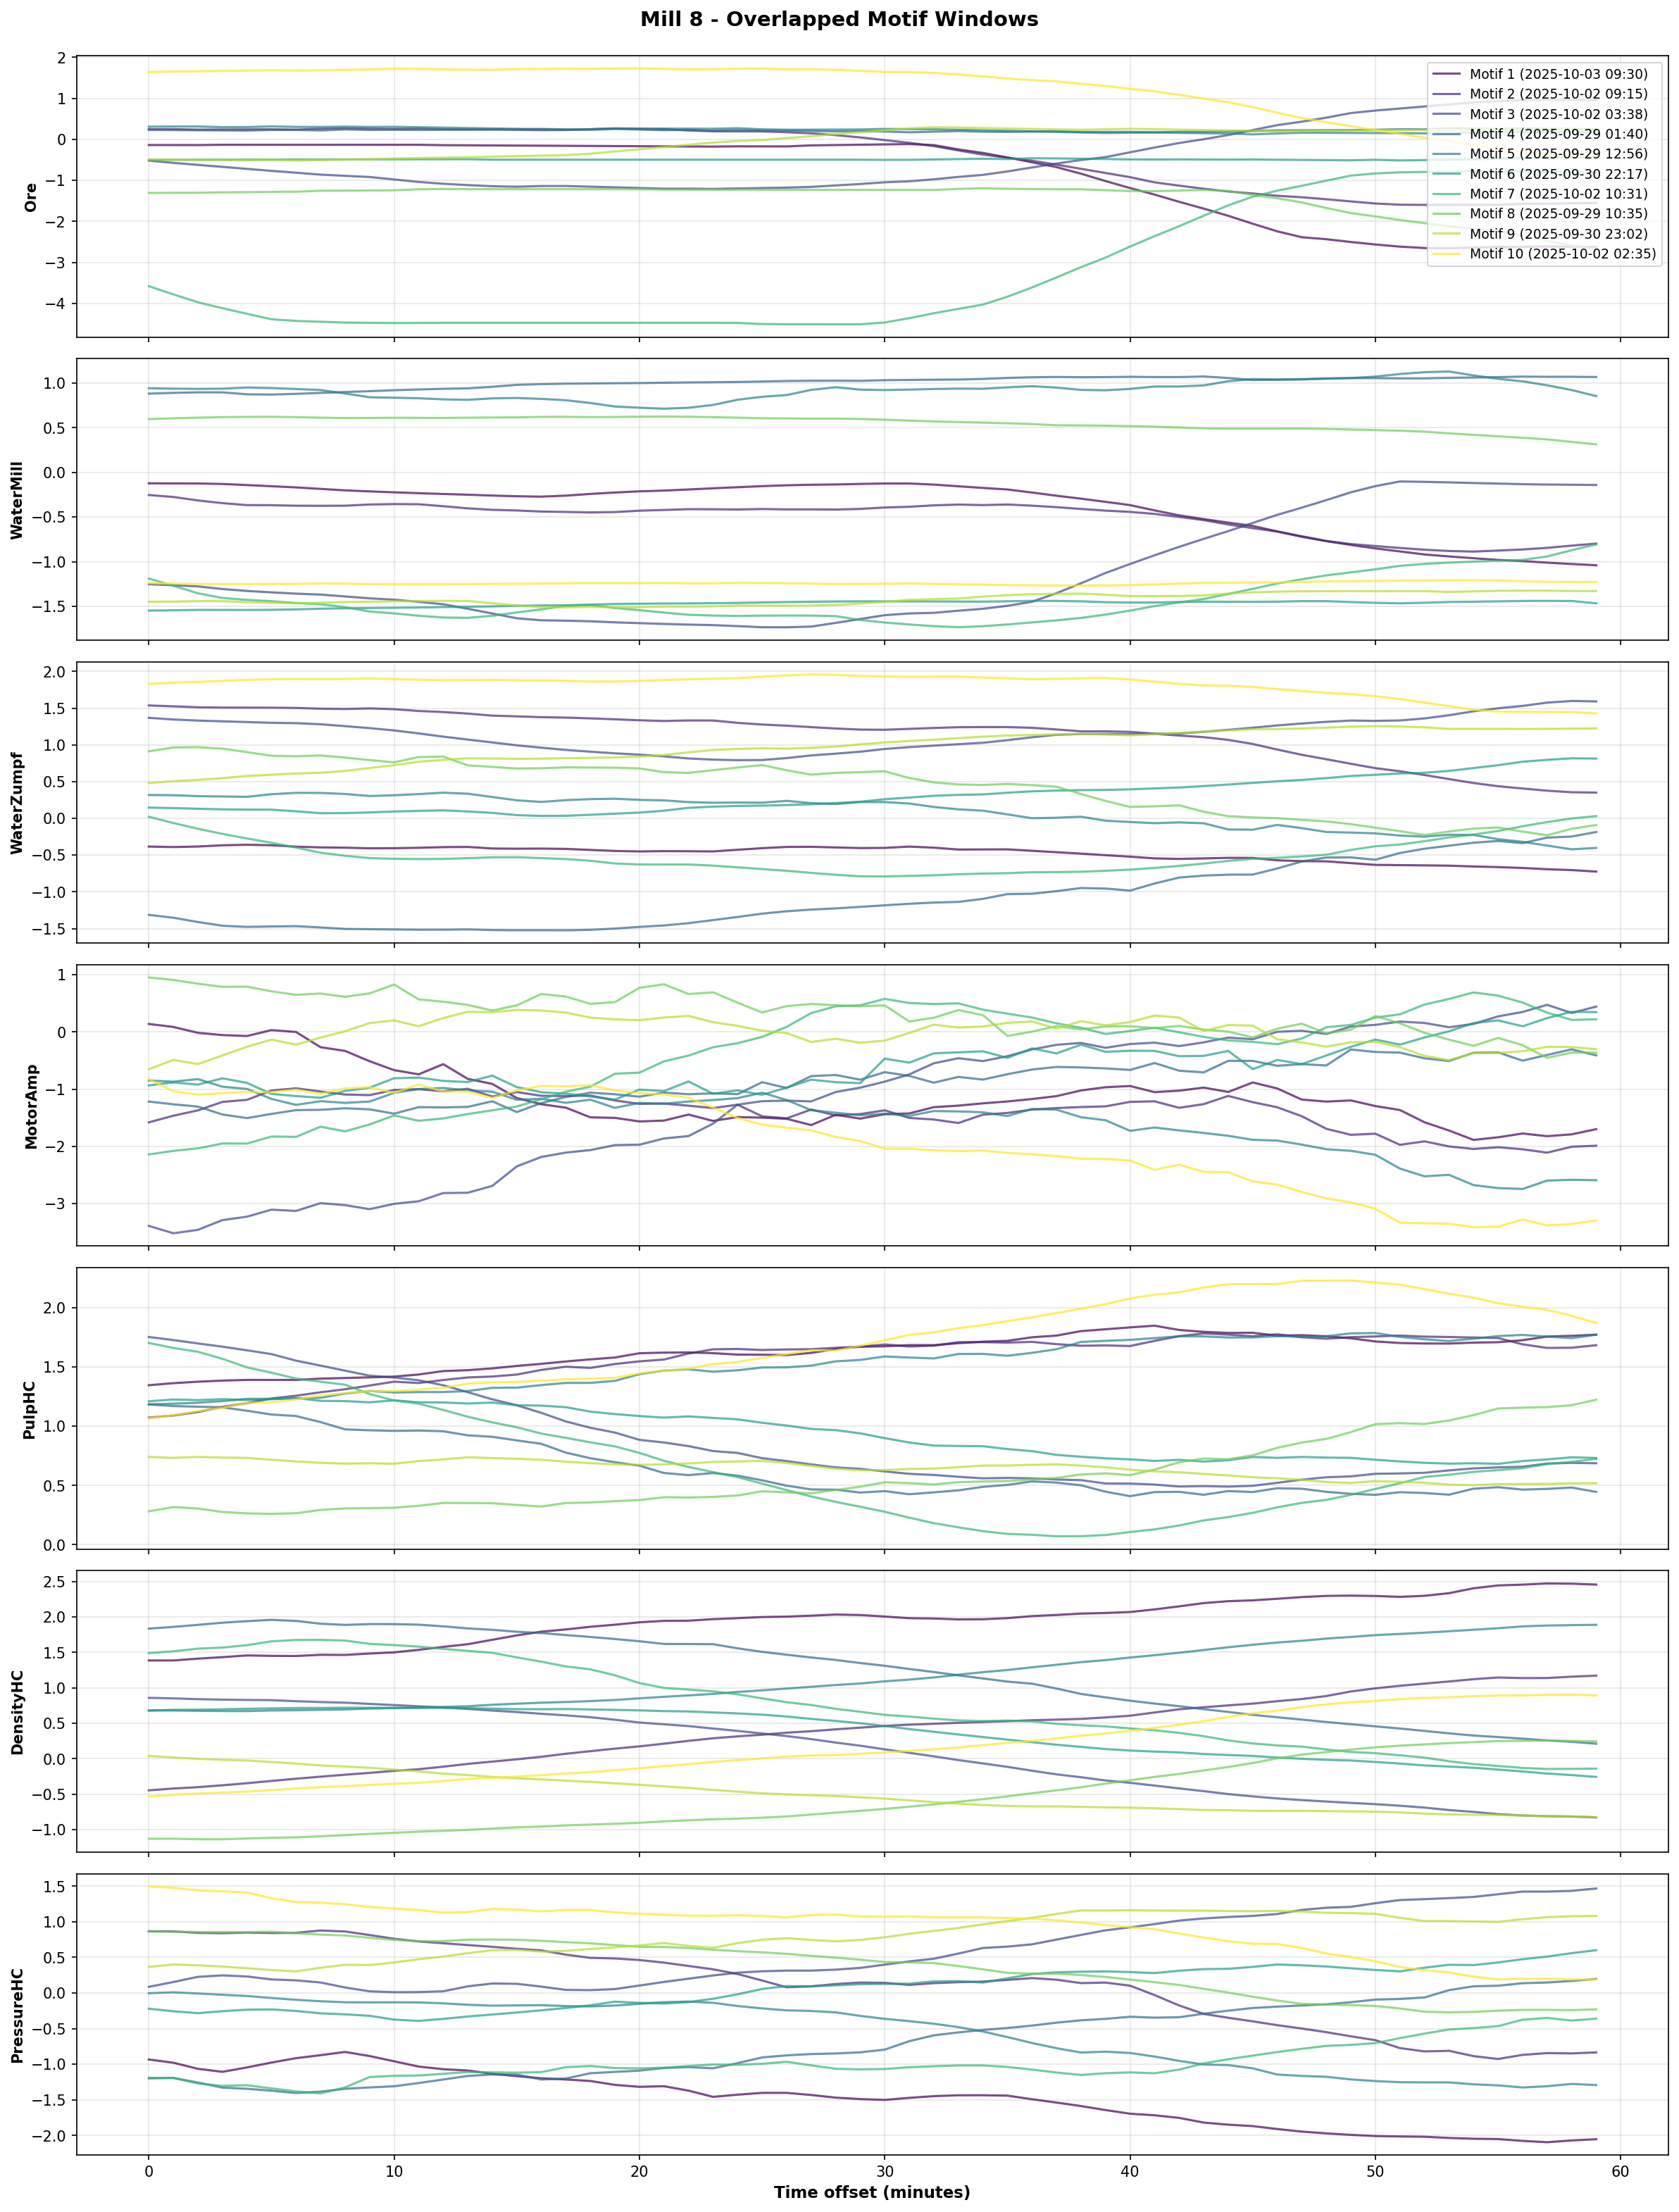 Mill 8 - Overlapped Motif Windows
2
1
0
−1
−2
−3
−4
Ore
Motif 1 (2025-10-03 09:30)
Motif 2 (2025-10-02 09:15)
Motif 3 (2025-10-02 03:38)
Motif 4 (2025-09-29 01:40)
Motif 5 (2025-09-29 12:56)
Motif 6 (2025-09-30 22:17)
Motif 7 (2025-10-02 10:31)
Motif 8 (2025-09-29 10:35)
Motif 9 (2025-09-30 23:02)
Motif 10 (2025-10-02 02:35)
1.0
0.5
0.0
−0.5
−1.0
−1.5
WaterMill
2.0
1.5
1.0
0.5
0.0
−0.5
−1.0
−1.5
WaterZumpf
1
0
−1
−2
−3
MotorAmp
2.0
1.5
1.0
0.5
0.0
PulpHC
2.5
2.0
1.5
1.0
0.5
0.0
−0.5
−1.0
DensityHC
1.5
1.0
0.5
0.0
−0.5
−1.0
−1.5
−2.0
PressureHC
0 10 20 30 40 50 60
Time offset (minutes)